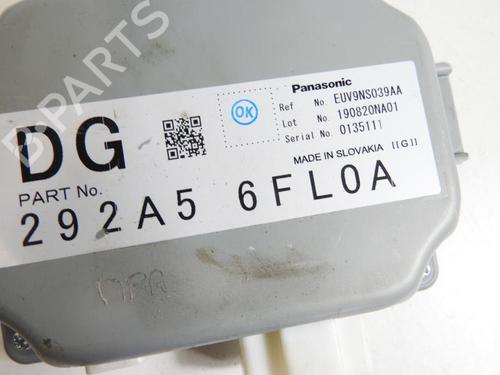 DG
OK
Panasonic
Ref No. EUV9NS039AA
Lot No. 190820NA01
Serial No. 0135111
MADE IN SLOVAKIA [[G]]
PART No.
292A5 6FL0A
B PARTS